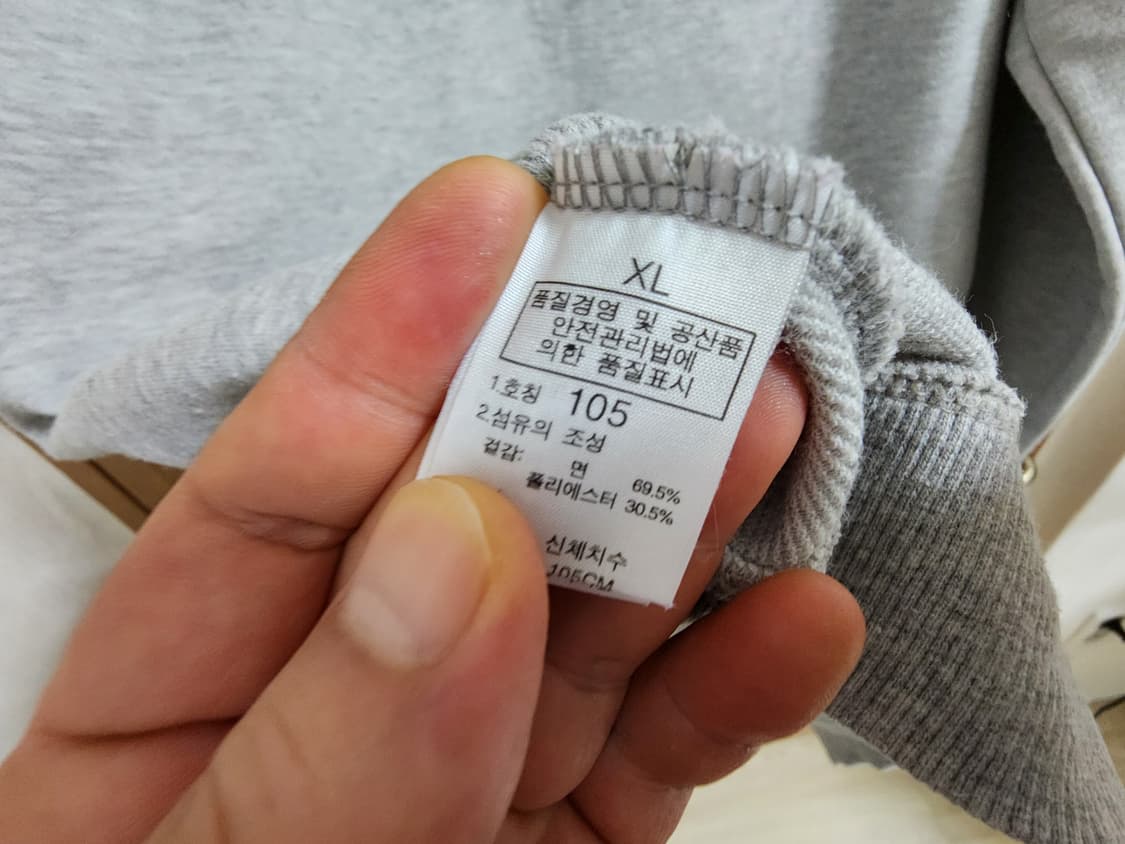 XL
품질경영 및 공산품
안전관리법에
의한 품질표시
1.호칭 105
2.섬유의 조성
겉감: 면 69.5%
폴리에스터 30.5%
신체치수
105CM